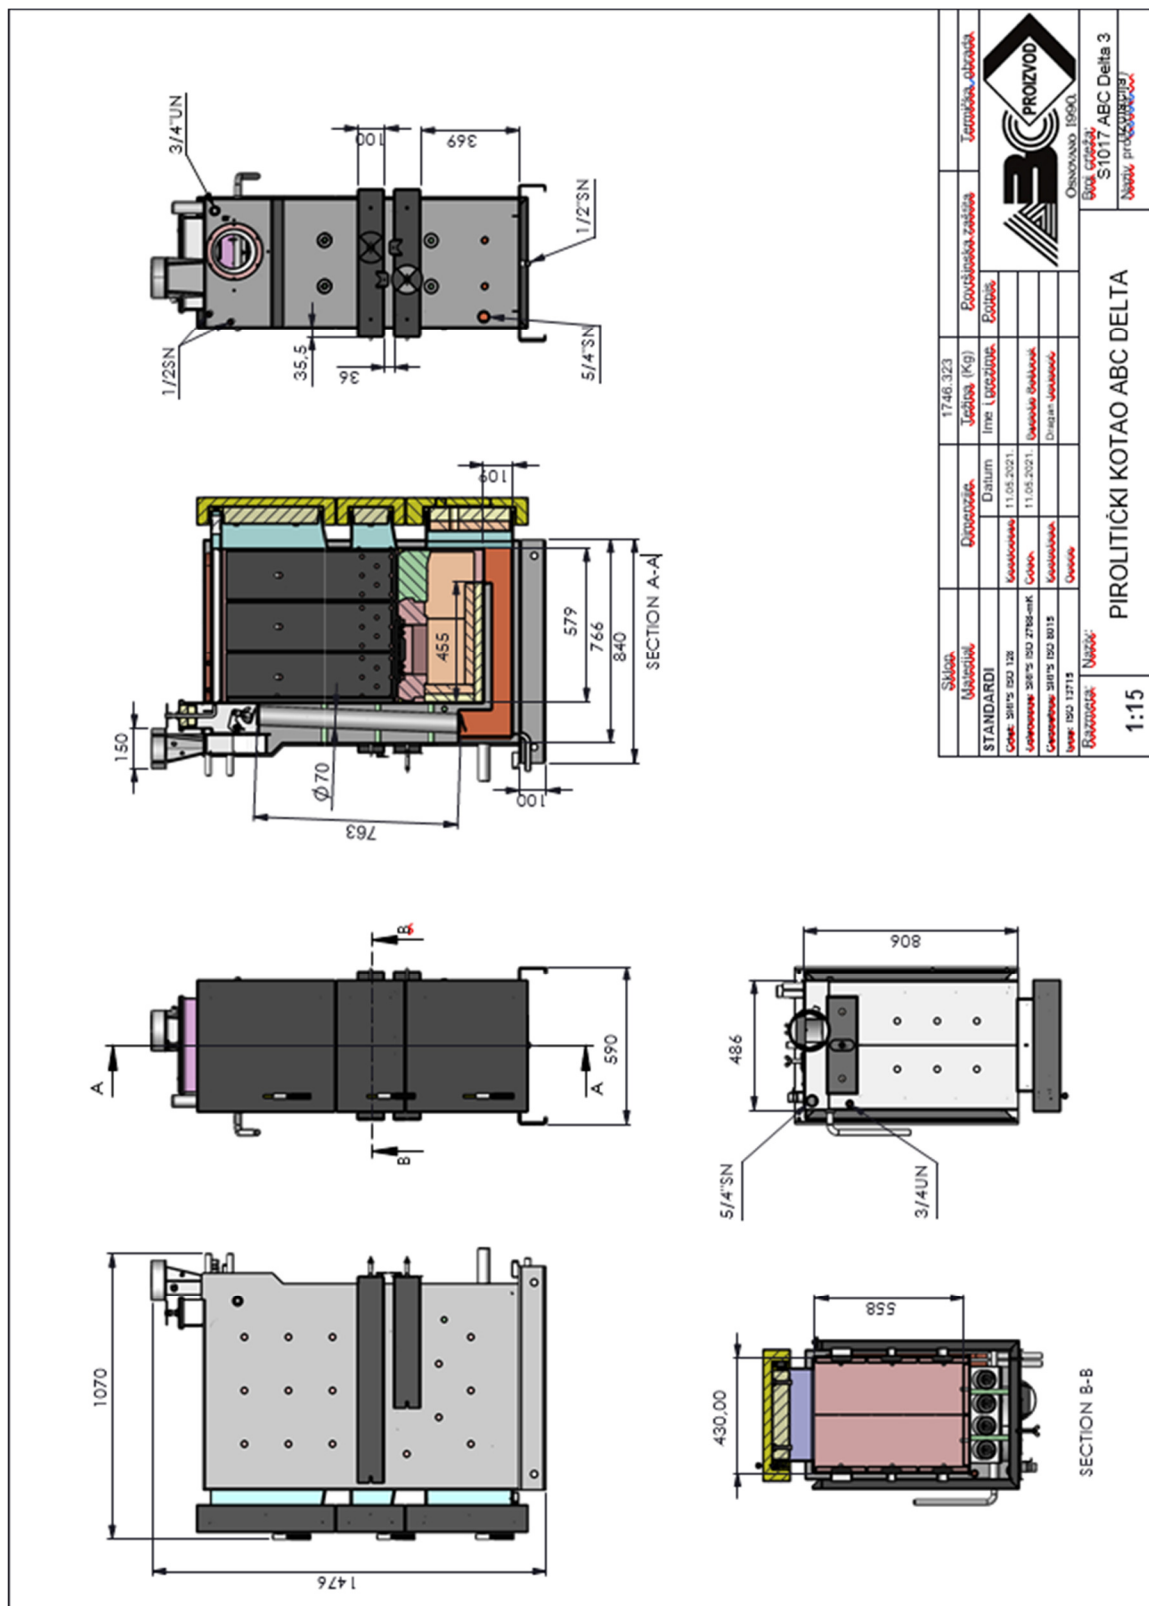 3/4"UN
100
369
1/2SN
35,5
36
5/4"SN
1/2"SN
150
Ø70
763
455
109
579
766
840
100
SECTION A-A
A
A
B
B
590
1070
1476
806
486
5/4"SN
3/4UN
558
430,00
SECTION B-B
1746.323
Sklop
Materijal
Dimenzije
Težina (Kg)
Površinska zaštita
Termička obrada
STANDARDI
Datum
Ime i prezime
Potpis
11.05.2021.
11.05.2021.
Dragan
ABC PROIZVOD
OSNOVANO 1990.
Broj crteža:
S1017 ABC Delta 3
Razmera:
1:15
Naziv:
PIROLITIČKI KOTAO ABC DELTA